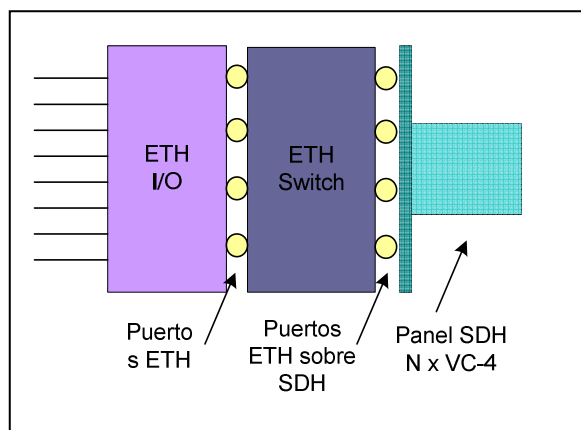 ETH
I/O
ETH
Switch
Puerto
s ETH
Puertos
ETH sobre
SDH
Panel SDH
N x VC-4